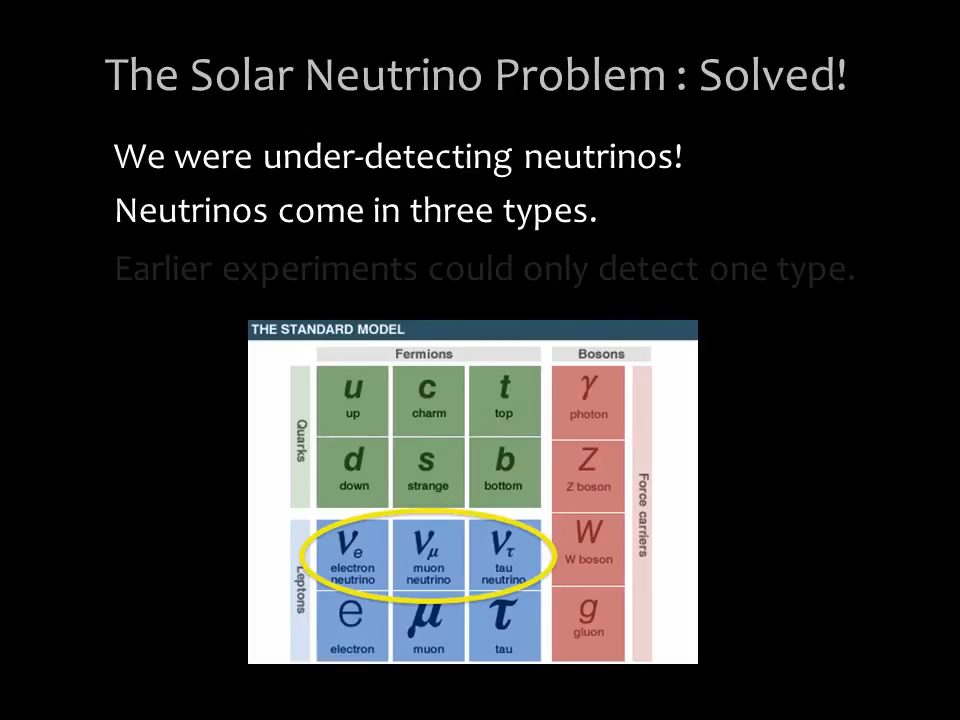 The Solar Neutrino Problem : Solved!
We were under-detecting neutrinos!
Neutrinos come in three types.
Earlier experiments could only detect one type.
THE STANDARD MODEL
Fermions
Bosons
Quarks
u
up
c
charm
t
top
γ
photon
d
down
s
strange
b
bottom
Z
Z boson
Force carriers
Leptons
νe
electron
neutrino
νμ
muon
neutrino
ντ
tau
neutrino
W
W boson
e
electron
μ
muon
τ
tau
g
gluon